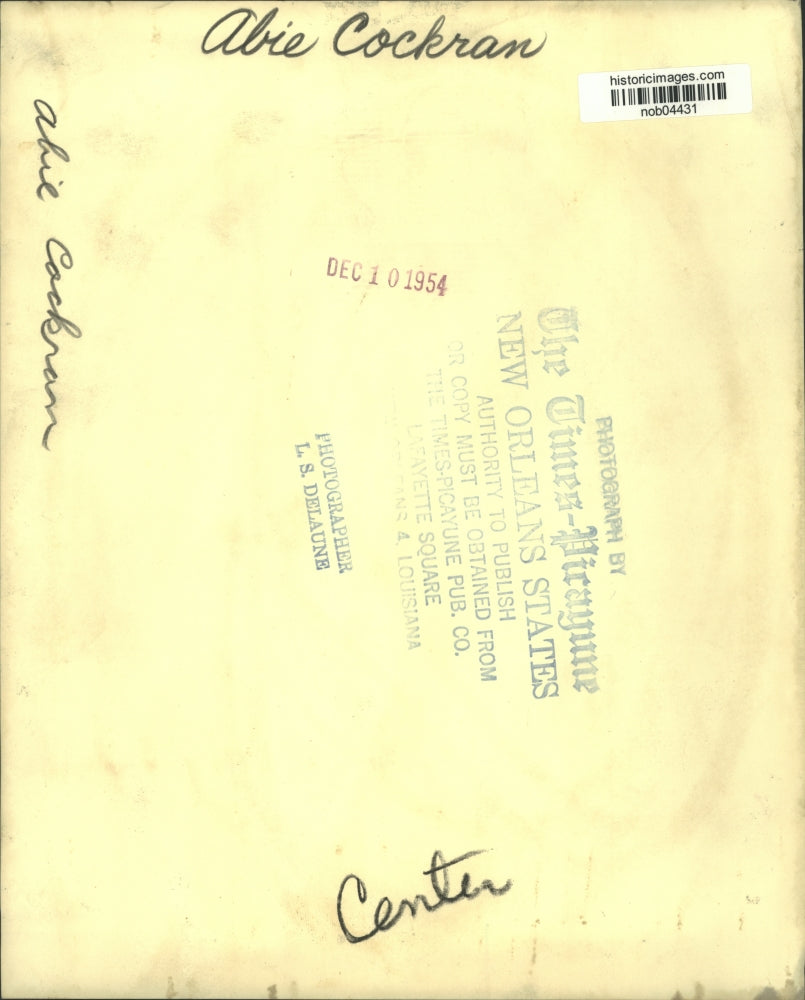 Abie Cockran
historicimages.com
nob04431
Abie Cockran
DEC 10 1954
PHOTOGRAPH BY
The Times-Picayune
NEW ORLEANS STATES
AUTHORITY TO PUBLISH
OR COPY MUST BE OBTAINED FROM
THE TIMES-PICAYUNE PUB. CO.
LAFAYETTE SQUARE
4, LOUISIANA
PHOTOGRAPHER
L. S. DELAUNE
Center